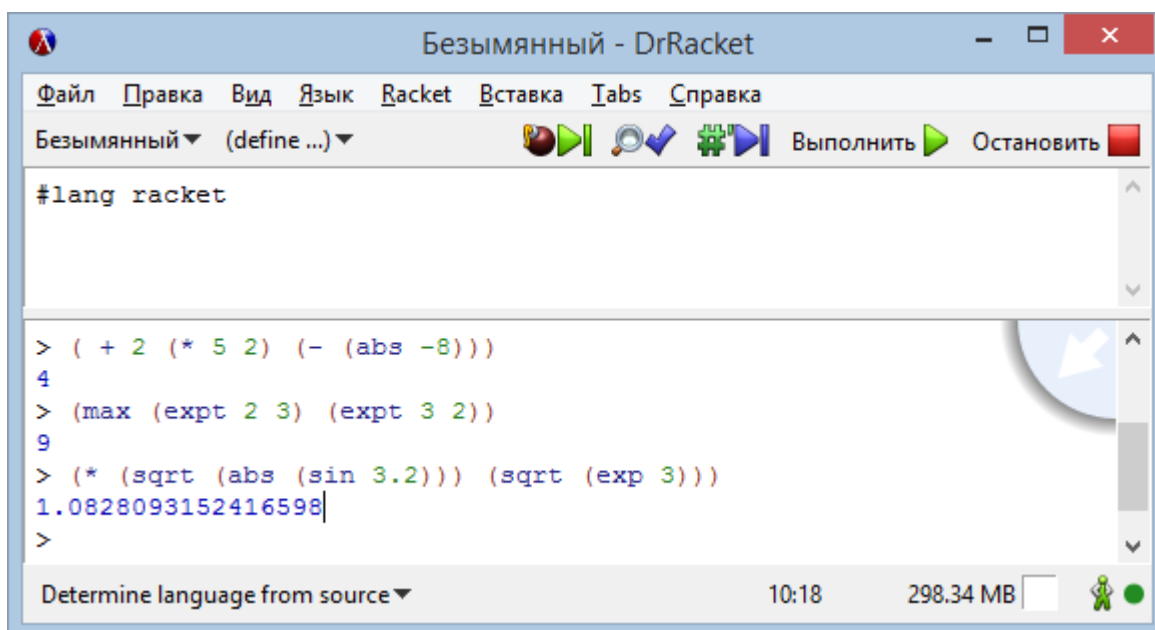 Безымянный - DrRacket
Файл Правка Вид Язык Racket Вставка Tabs Справка
Безымянный (define ...) Выполнить Остановить
#lang racket
> ( + 2 (* 5 2) (- (abs -8)))
4
> (max (expt 2 3) (expt 3 2))
9
> (* (sqrt (abs (sin 3.2))) (sqrt (exp 3)))
1.0828093152416598
>
Determine language from source 10:18 298.34 MB